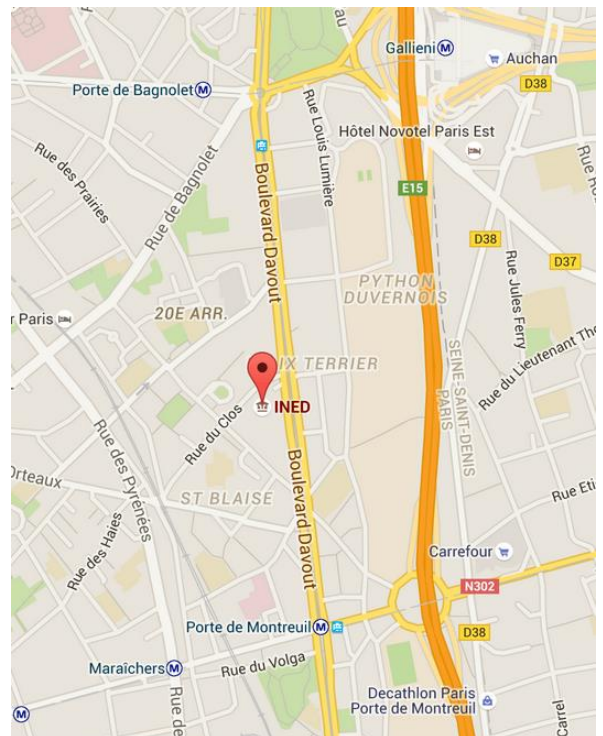 au
Gallieni M
Auchan
D38
Porte de Bagnolet M
Rue Louis Lumière
Hôtel Novotel Paris Est
Rue des Prairies
Rue de Bagnolet
Boulevard Davout
E15
D38
D37
PYTHON
DUVERNOIS
Rue Jules Ferry
20E ARR.
r Paris
IX TERRIER
SEINE-SAINT-DENIS
PARIS
Rue du Lieutenant Tho
INED
Rue du Clos
Orteaux
Rue des Pyrénées
ST BLAISE
Boulevard Davout
Rue Eti
Rue des Haies
Carrefour
N302
Porte de Montreuil M
D38
Maraîchers M
Rue du Volga
Rue des
Decathlon Paris
Porte de Montreuil
Carrel
M